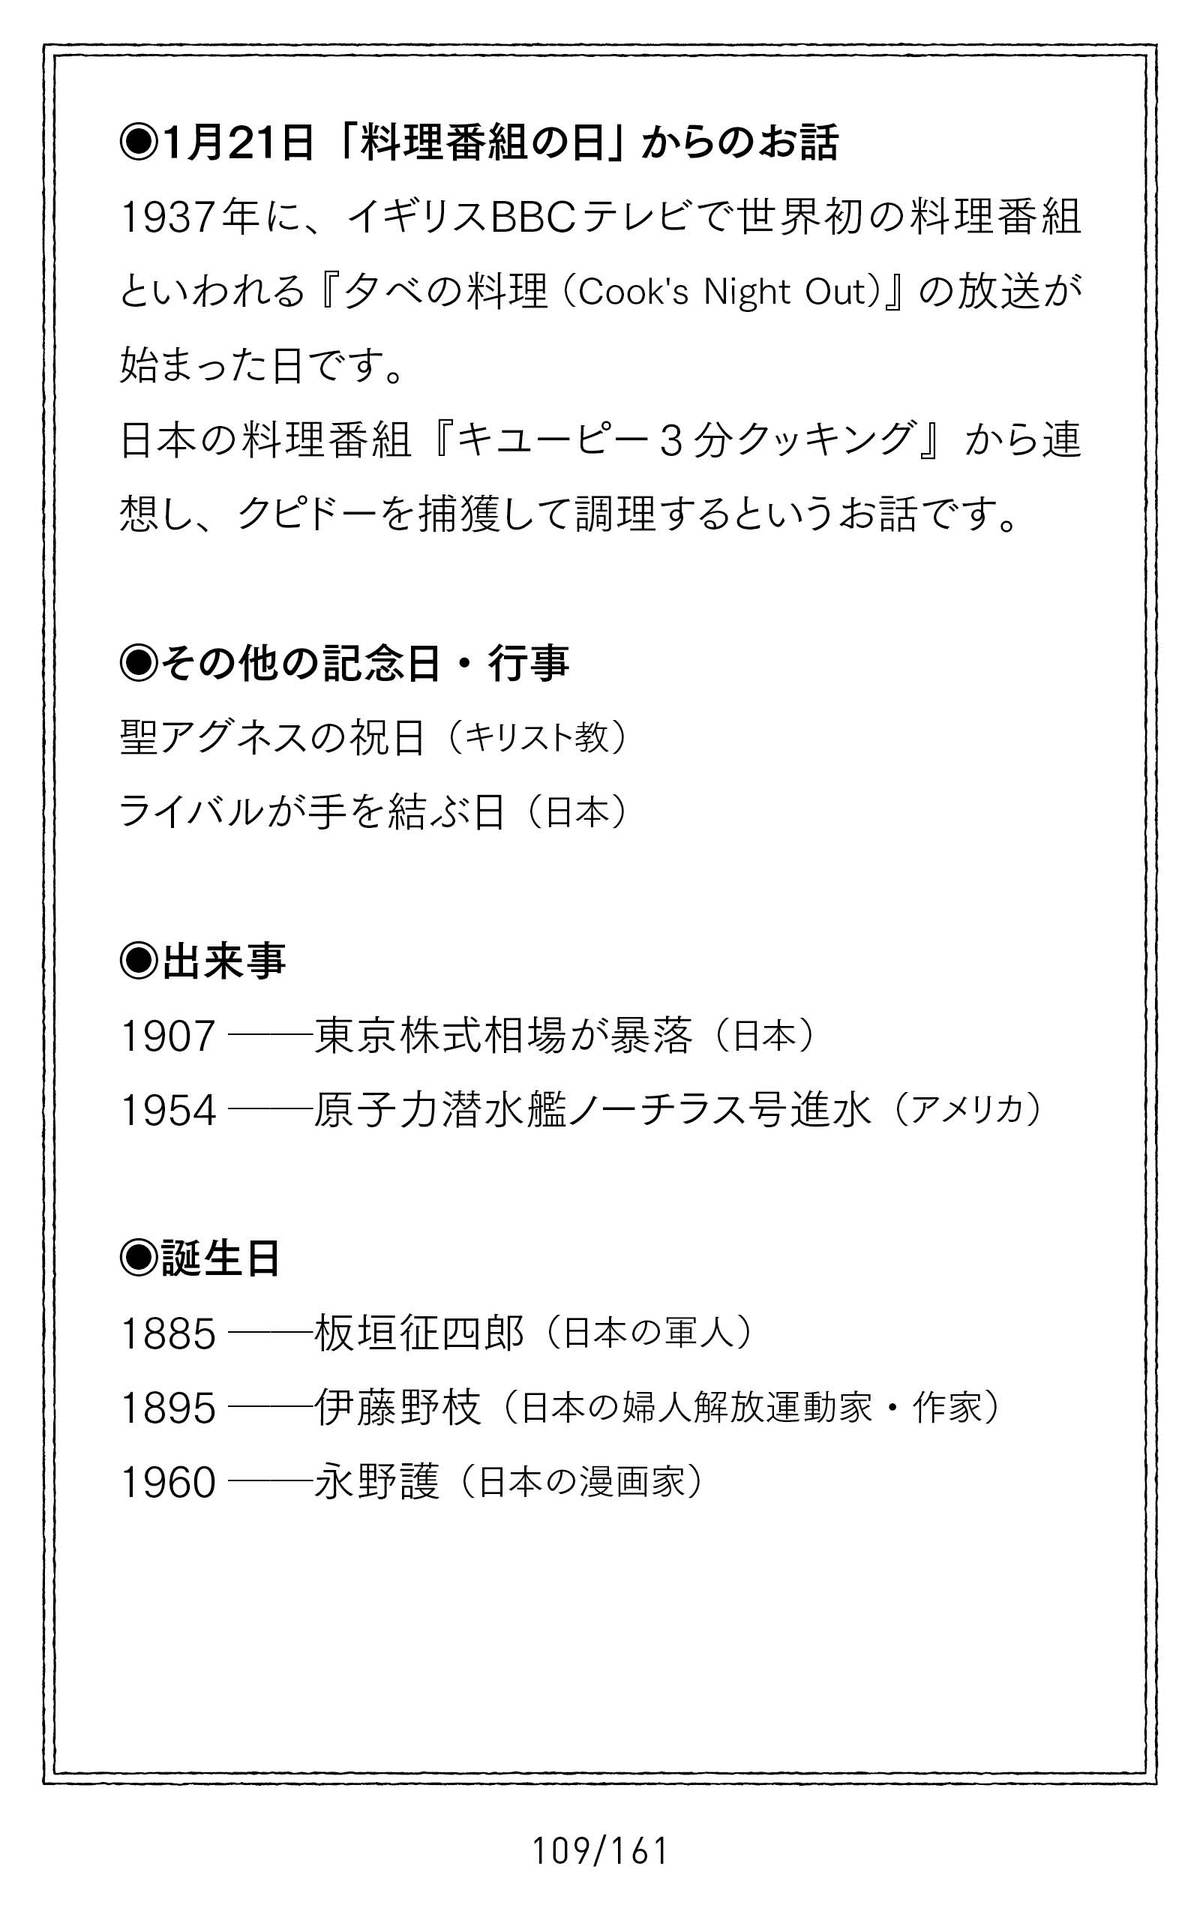 ◉1月21日「料理番組の日」からのお話
1937年に、イギリスBBCテレビで世界初の料理番組
といわれる『夕べの料理（Cook's Night Out）』の放送が
始まった日です。
日本の料理番組『キユーピー3分クッキング』から連
想し、クピドーを捕獲して調理するというお話です。
◉その他の記念日・行事
聖アグネスの祝日（キリスト教）
ライバルが手を結ぶ日（日本）
◉出来事
1907 ――東京株式相場が暴落（日本）
1954 ――原子力潜水艦ノーチラス号進水（アメリカ）
◉誕生日
1885 ――板垣征四郎（日本の軍人）
1895 ――伊藤野枝（日本の婦人解放運動家・作家）
1960 ――永野護（日本の漫画家）
109/161